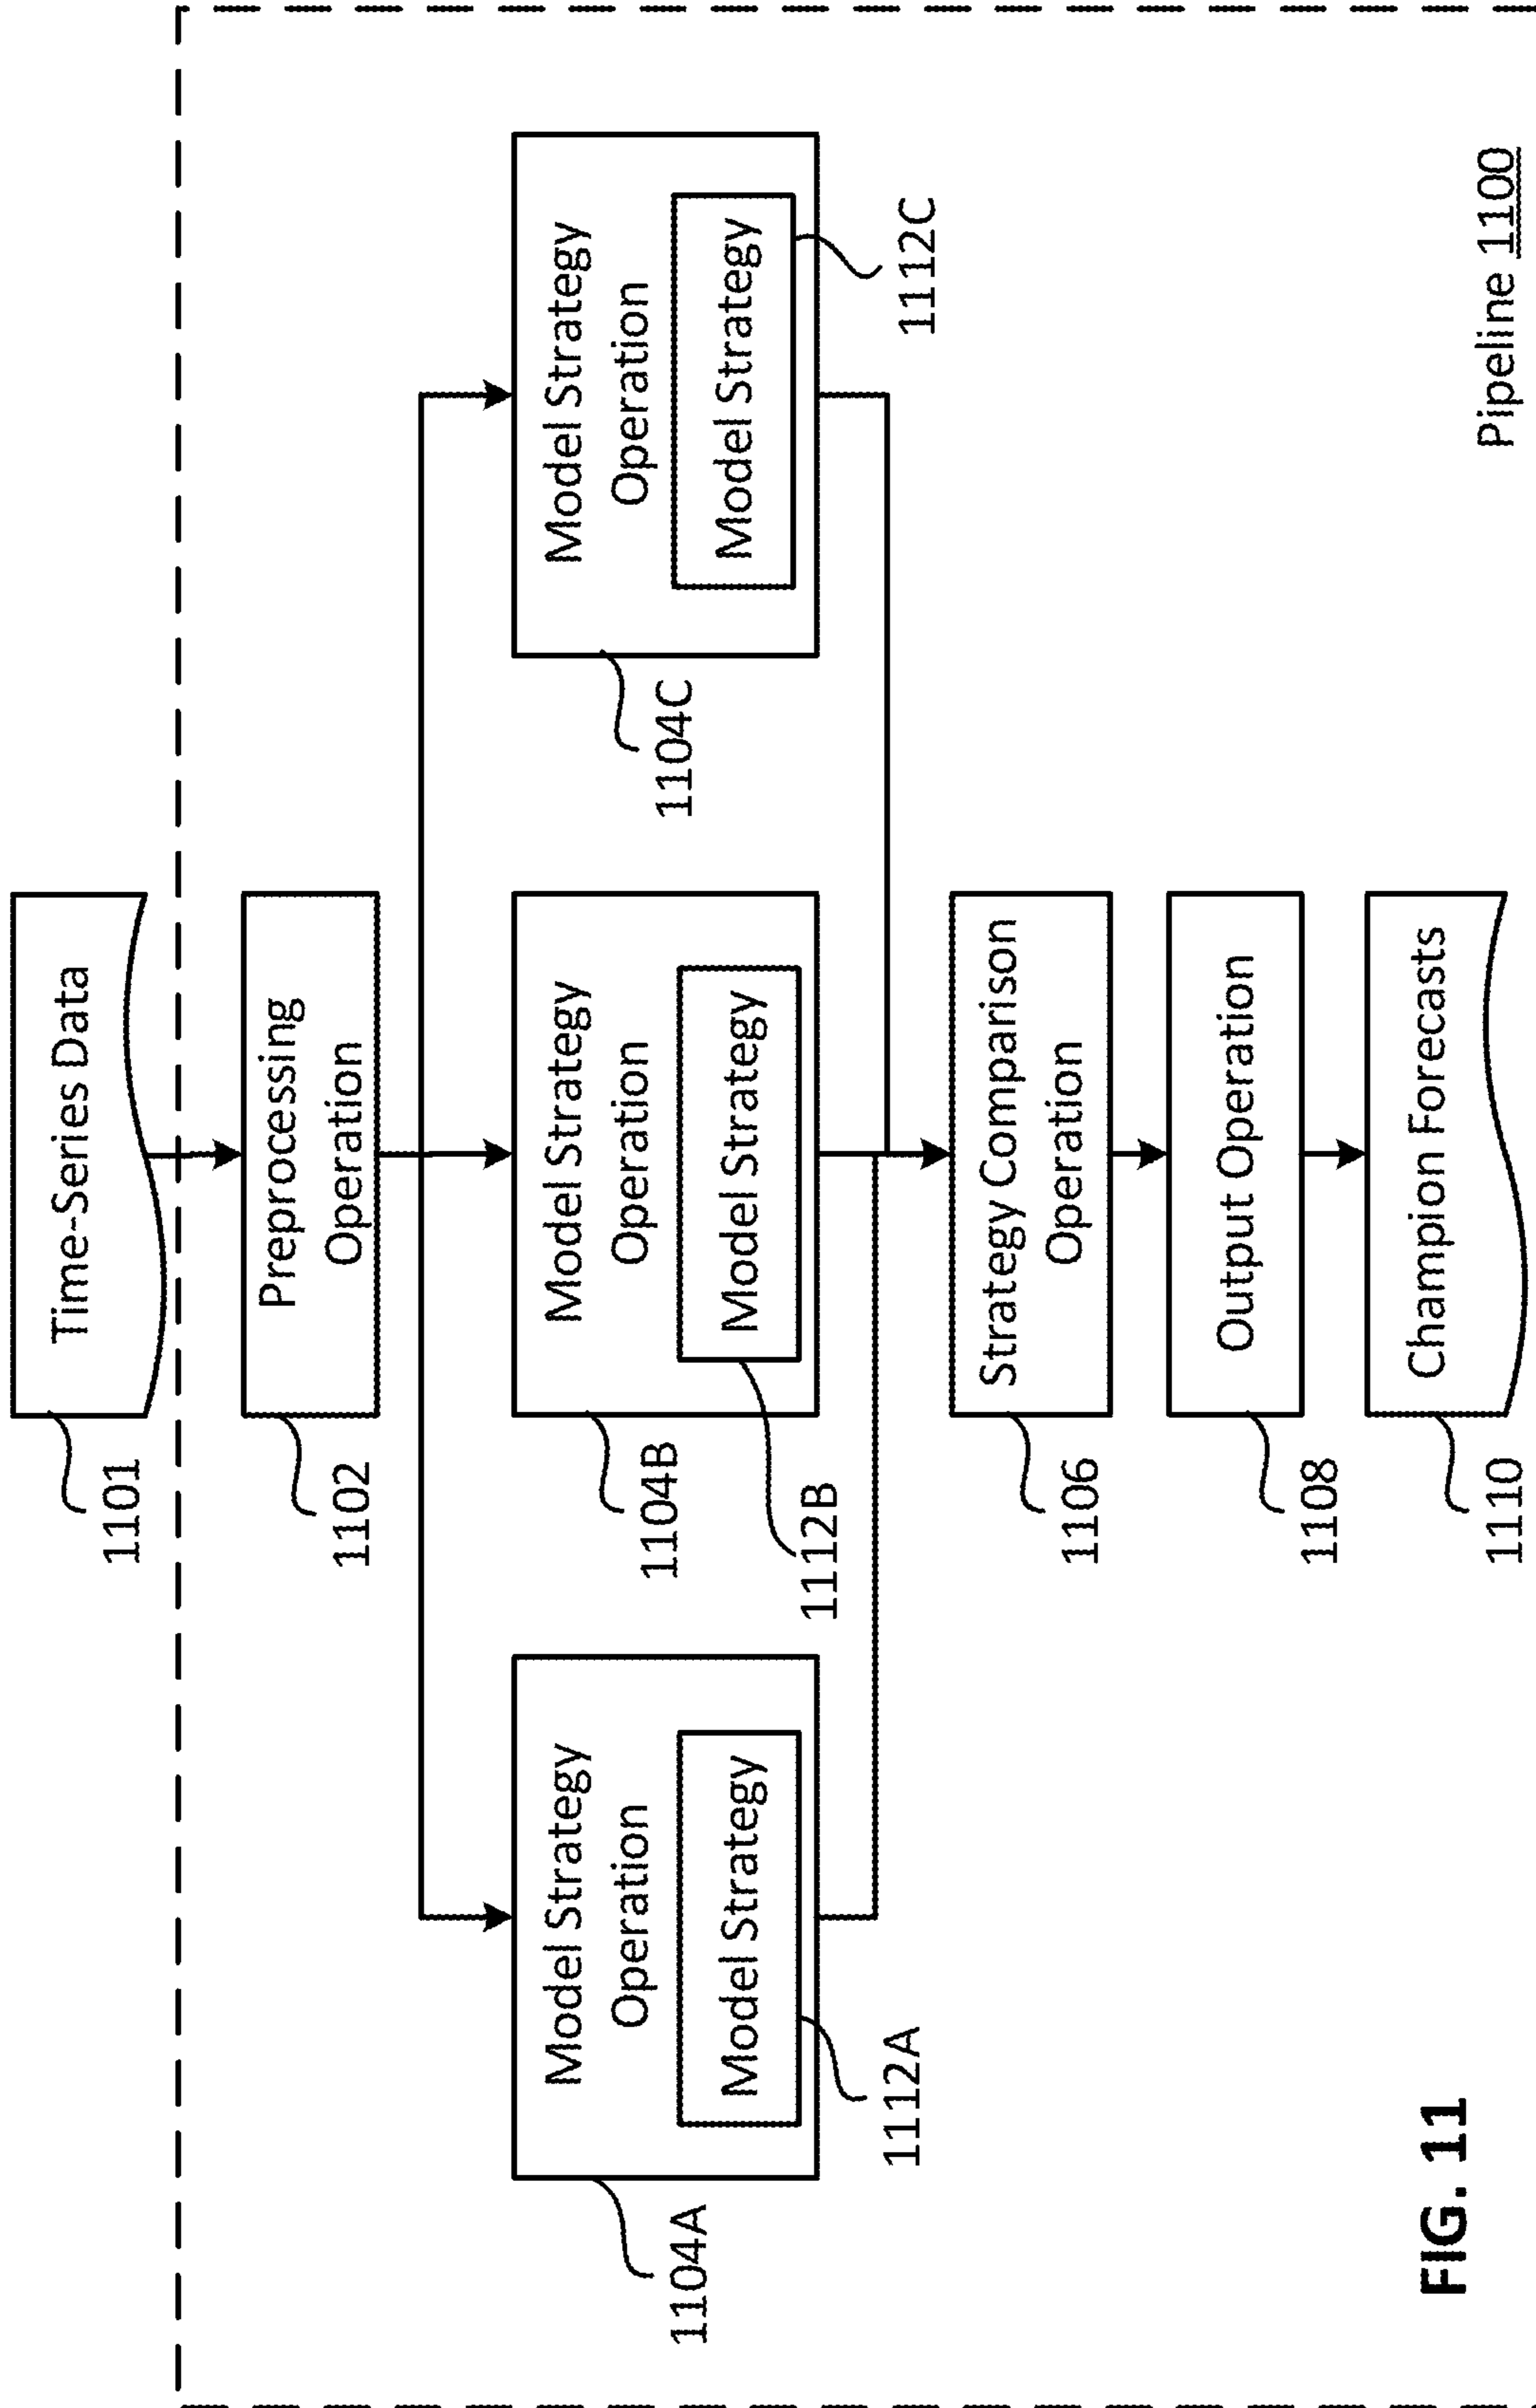 Time-Series Data
1101
Preprocessing
Operation
1102
Model Strategy
Operation
Model Strategy
1104A
1112A
Model Strategy
Operation
Model Strategy
1104B
1112B
Model Strategy
Operation
Model Strategy
1104C
1112C
Strategy Comparison
Operation
1106
Output Operation
1108
Champion Forecasts
1110
FIG. 11
Pipeline 1100